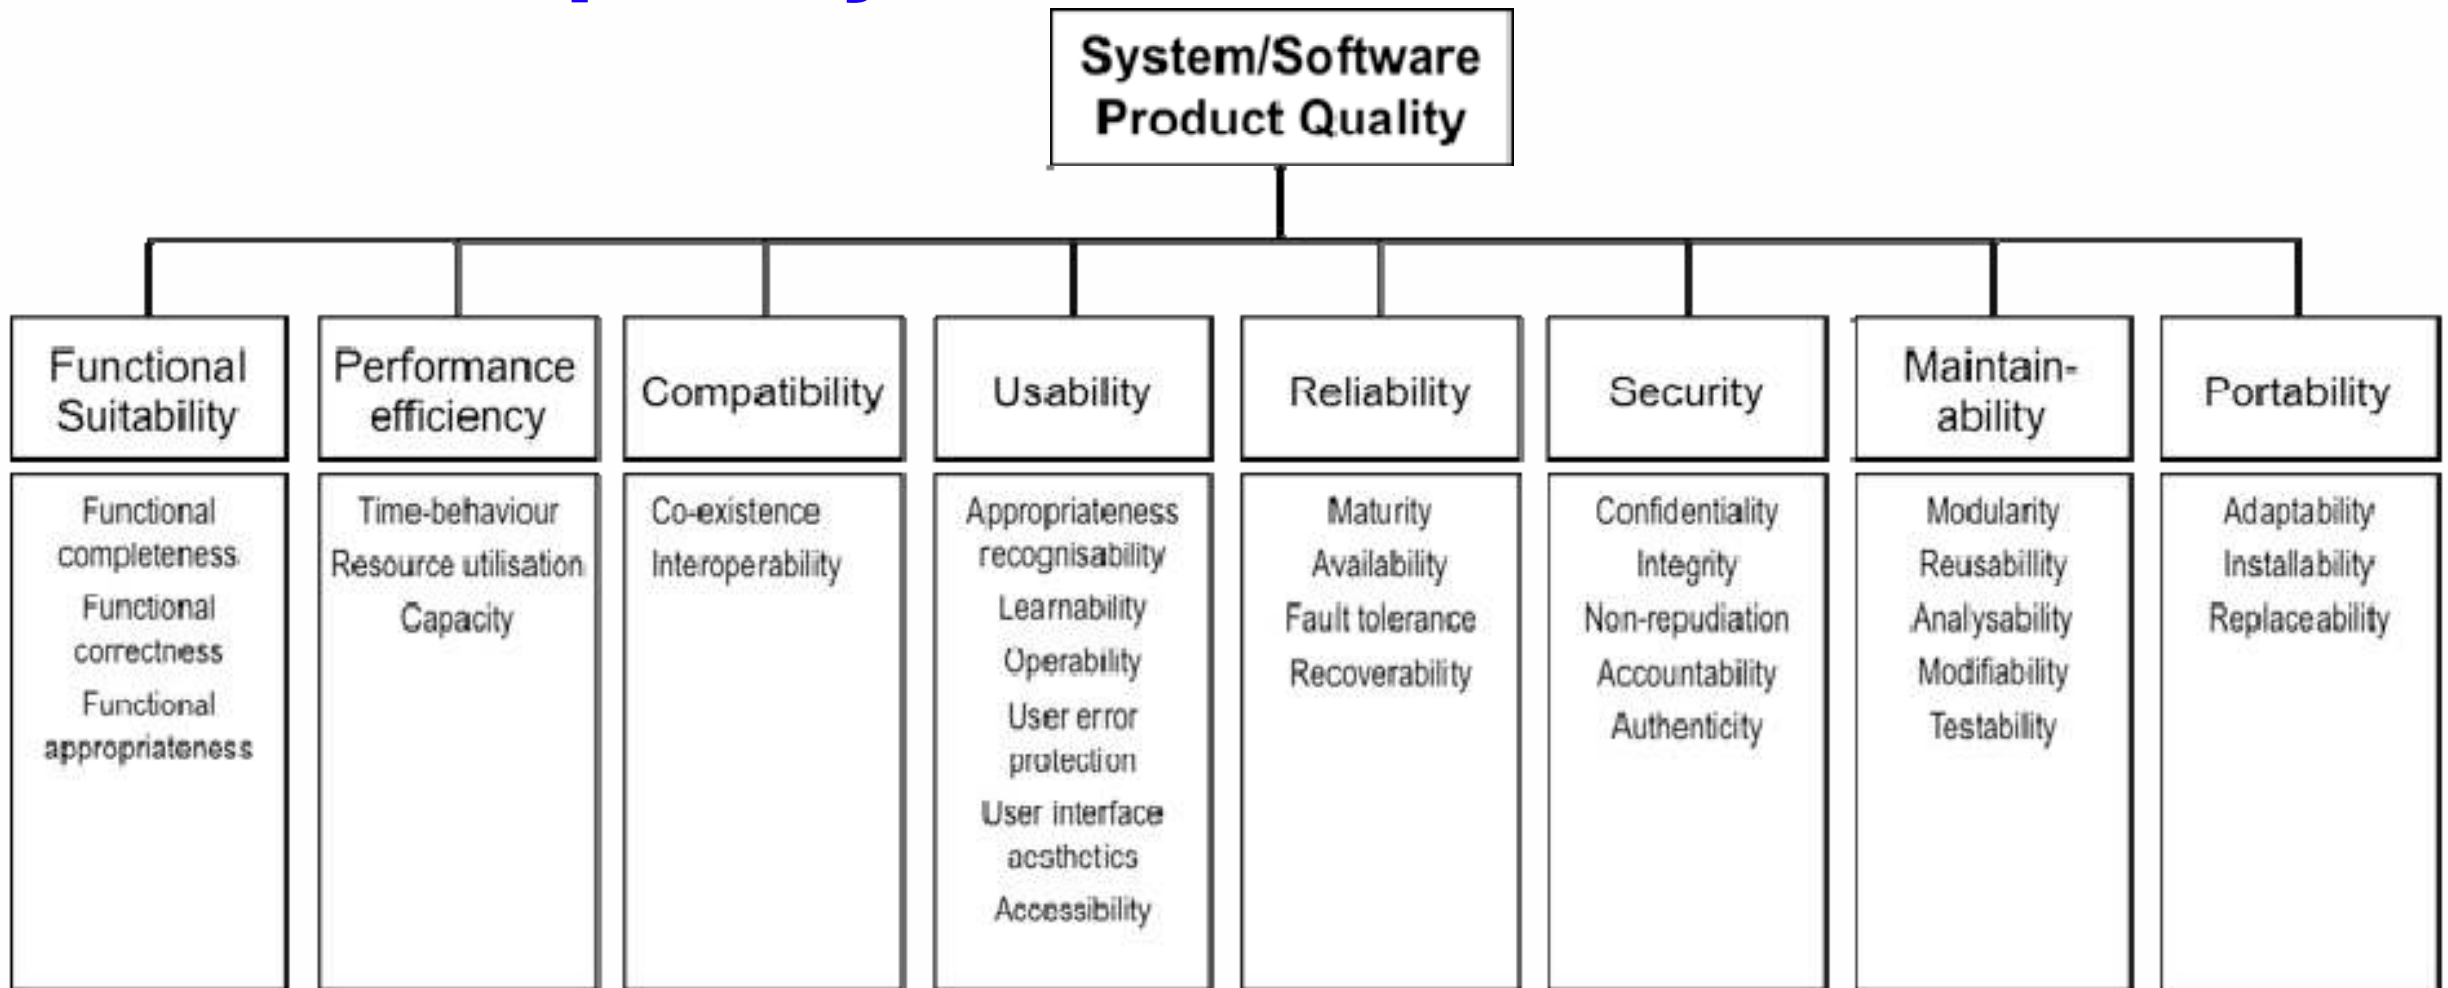 System/Software
Product Quality
Functional
Suitability
Performance
efficiency
Compatibility
Usability
Reliability
Security
Maintain-
ability
Portability
Functional
completeness
Functional
correctness
Functional
appropriateness
Time-behaviour
Resource utilisation
Capacity
Co-existence
Interoperability
Appropriateness
recognisability
Learnability
Operability
User error
protection
User interface
aesthetics
Accessibility
Maturity
Availability
Fault tolerance
Recoverability
Confidentiality
Integrity
Non-repudiation
Accountability
Authenticity
Modularity
Reusabillity
Analysability
Modifiability
Testability
Adaptability
Installability
Replaceability